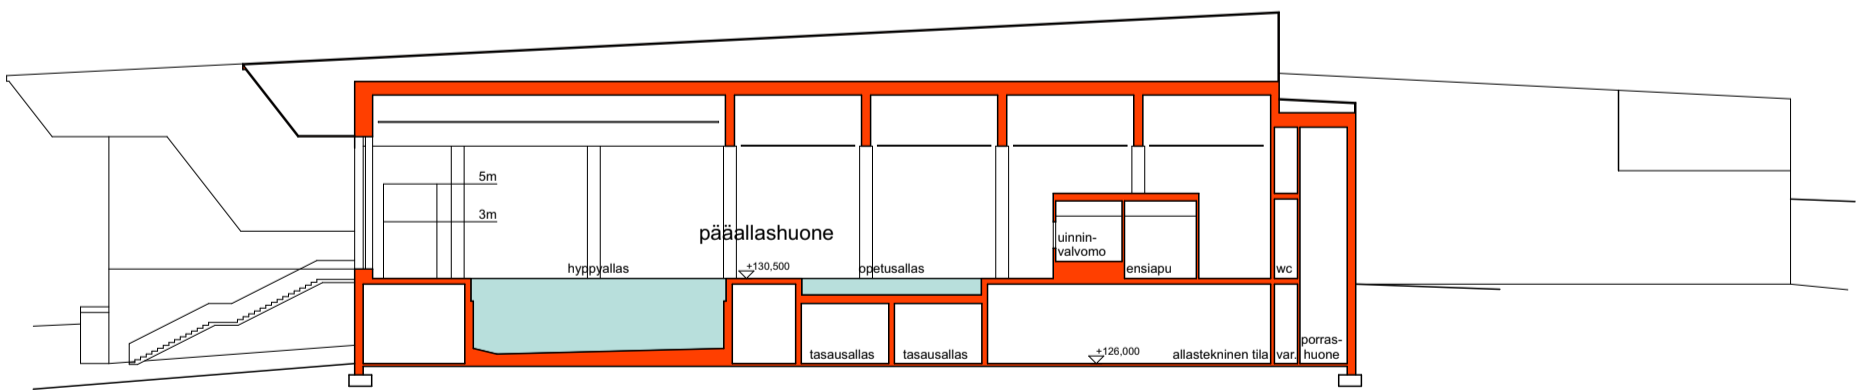 5m
3m
pääallashuone
uinnin-
valvomo
hyppyallas
+130,500
opetusallas
ensiapu
wc
tasausallas
tasausallas
+126,000
allastekninen tila
var.
porras-
huone